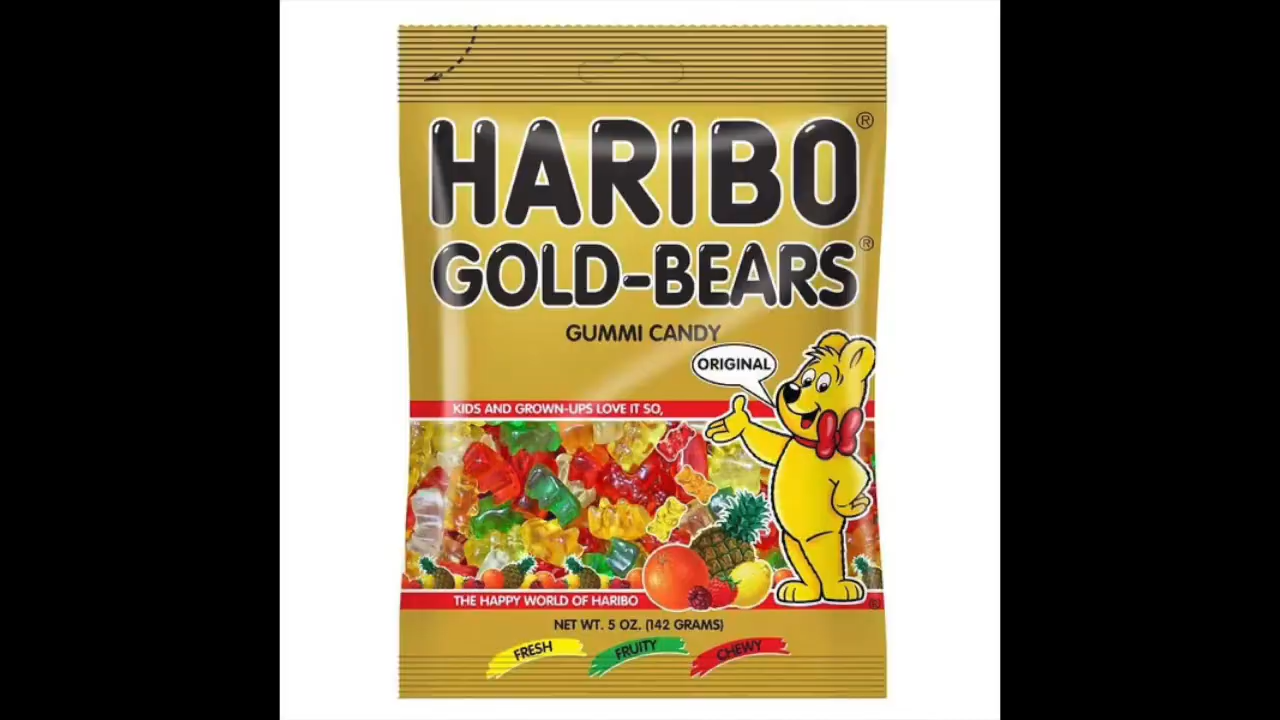 HARIBO®
GOLD-BEARS®
GUMMI CANDY
ORIGINAL
KIDS AND GROWN-UPS LOVE IT SO,
THE HAPPY WORLD OF HARIBO
®
NET WT. 5 OZ. (142 GRAMS)
FRESH FRUITY CHEWY